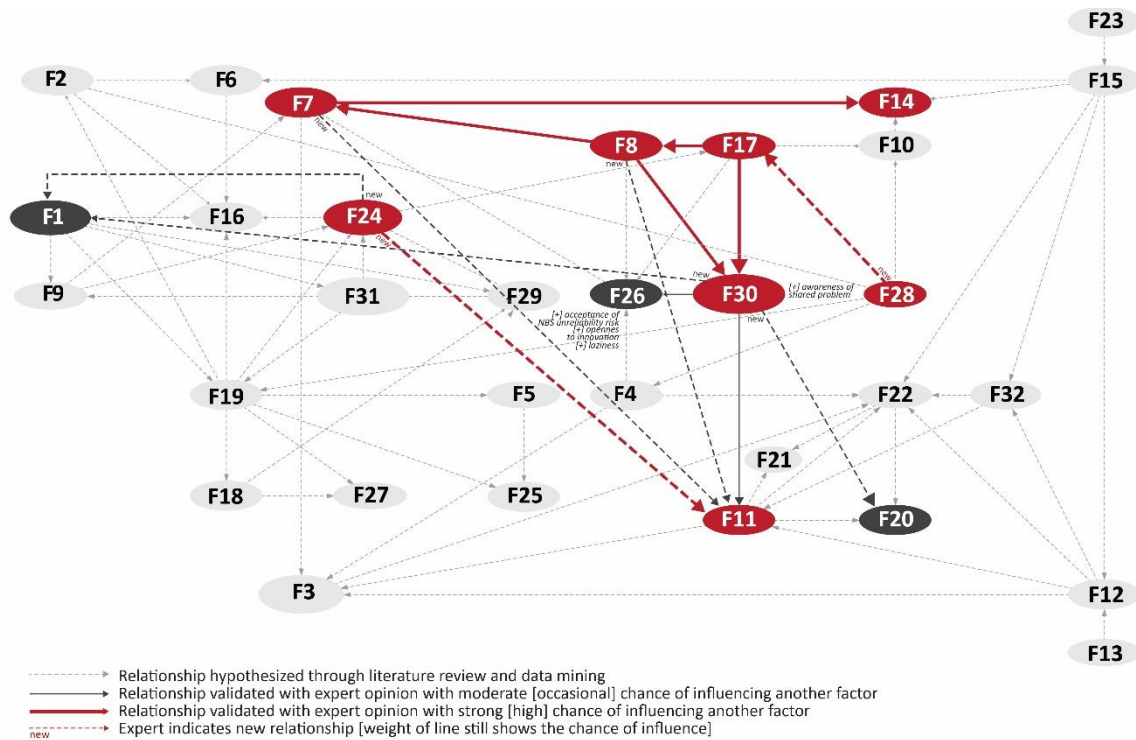 F23
F2
F6
F15
F7
F14
new
F8
F17
F10
new
new
F1
F16
F24
new
new
new
F9
F31
F29
F26
F30
[+] awareness of
shared problem
F28
new
[+] acceptance of
NBS unreliability risk
[+] opennes
to innovation
[+] loziness
F19
F5
F4
F22
F32
F21
F18
F27
F25
F11
F20
F3
F12
F13
Relationship hypothesized through literature review and data mining
Relationship validated with expert opinion with moderate [occasional] chance of influencing another factor
Relationship validated with expert opinion with strong [high] chance of influencing another factor
Expert indicates new relationship [weight of line still shows the chance of influence]
new